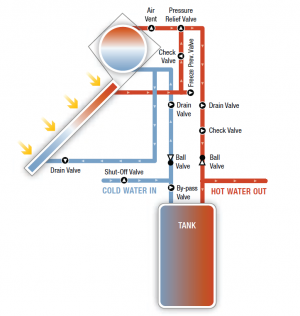 Air
Vent
Pressure
Relief Valve
Check
Valve
Freeze Prev. Valve
Drain
Valve
Drain Valve
Check Valve
Drain Valve
Ball
Valve
Ball
Valve
Shut-Off Valve
COLD WATER IN
By-pass
Valve
HOT WATER OUT
TANK